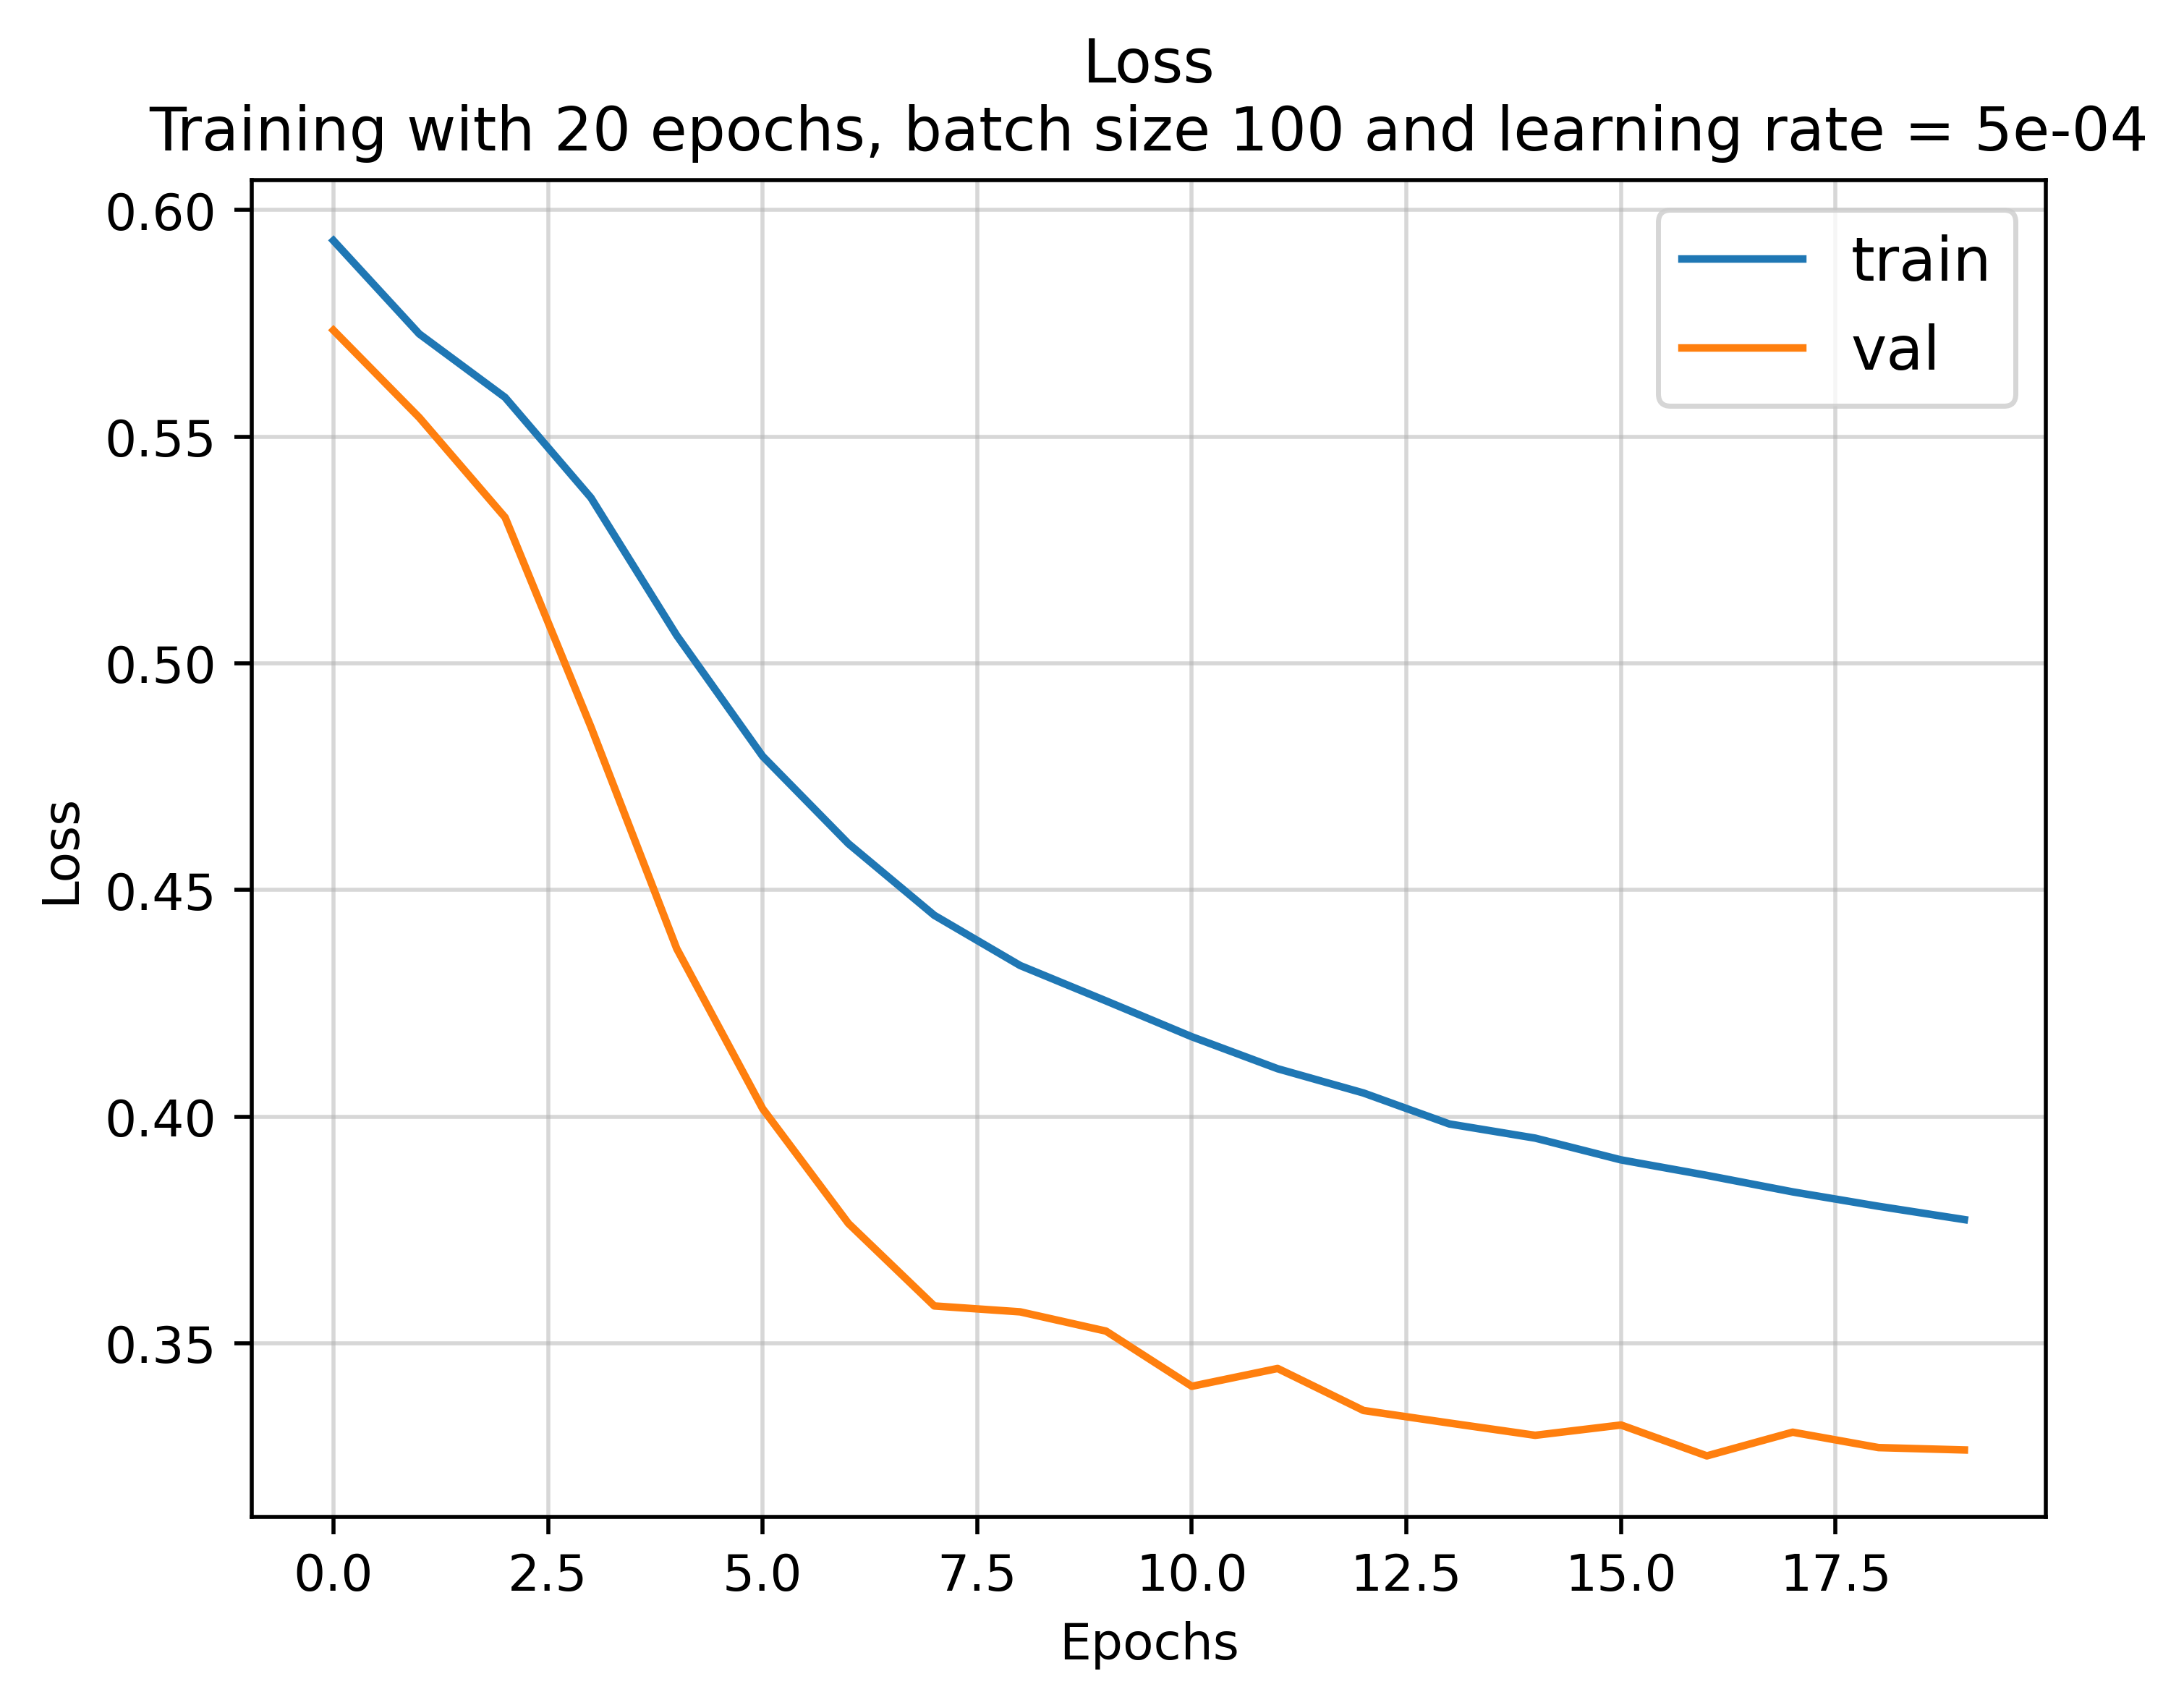 Loss
Training with 20 epochs, batch size 100 and learning rate = 5e-04
train
val
0.60
0.55
0.50
0.45
0.40
0.35
Loss
0.0 2.5 5.0 7.5 10.0 12.5 15.0 17.5
Epochs